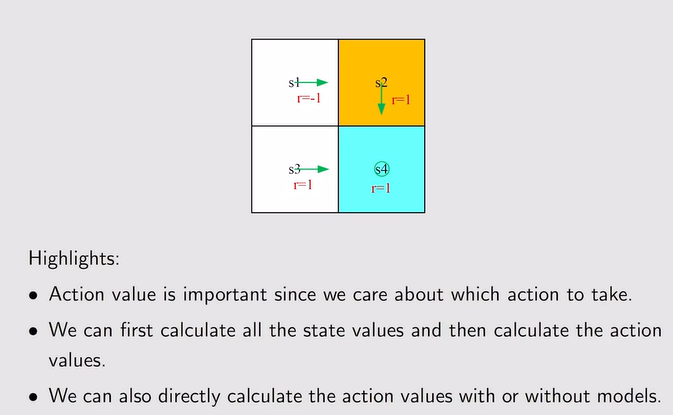 s1
r=-1
s2
r=1
s3
r=1
s4
r=1
Highlights:
• Action value is important since we care about which action to take.
• We can first calculate all the state values and then calculate the action
values.
• We can also directly calculate the action values with or without models.